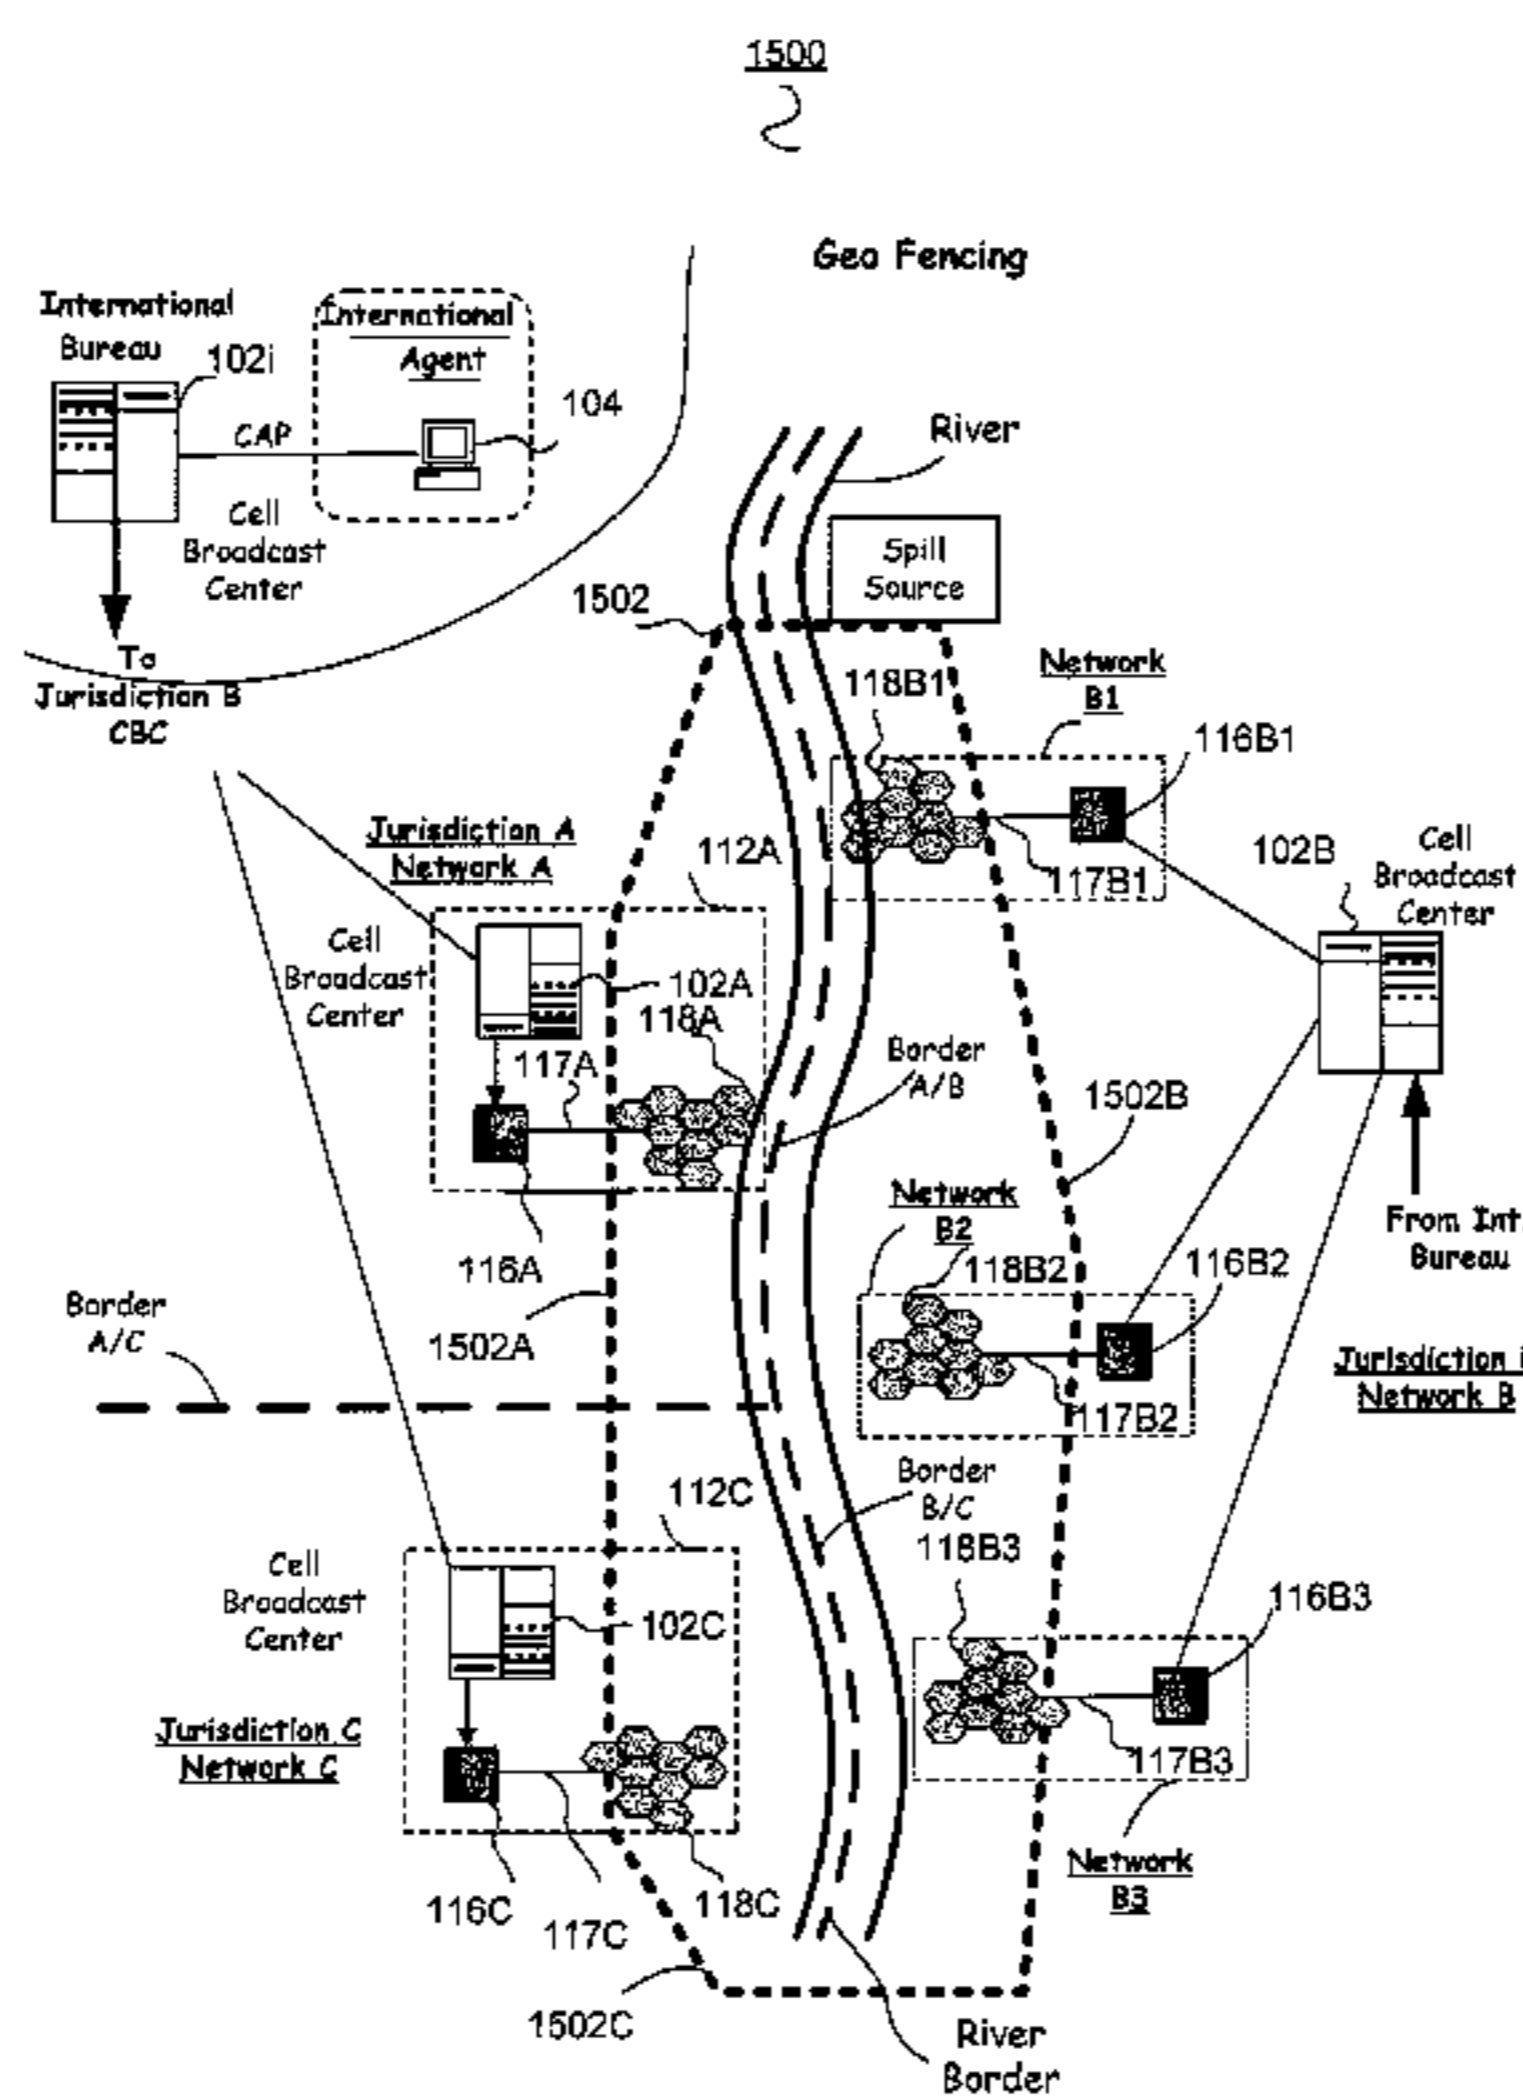 1500
Geo Fencing
International
Bureau
102i
International
Agent
104
CAP
Cell
Broadcast
Center
To
Jurisdiction B
CBC
River
Spill
Source
1502
118B1
Network
B1
116B1
117B1
102B
Cell
Broadcast
Center
Jurisdiction A
Network A
112A
Cell
Broadcast
Center
102A
118A
117A
Border
A/B
1502B
Network
B2
118B2
116B2
From Int.
Bureau
116A
1502A
Border
A/C
117B2
Jurisdiction
Network B
Border
B/C
112C
118B3
Cell
Broadcast
Center
102C
116B3
Jurisdiction C
Network C
117B3
116C
117C
118C
Network
B3
1502C
River
Border